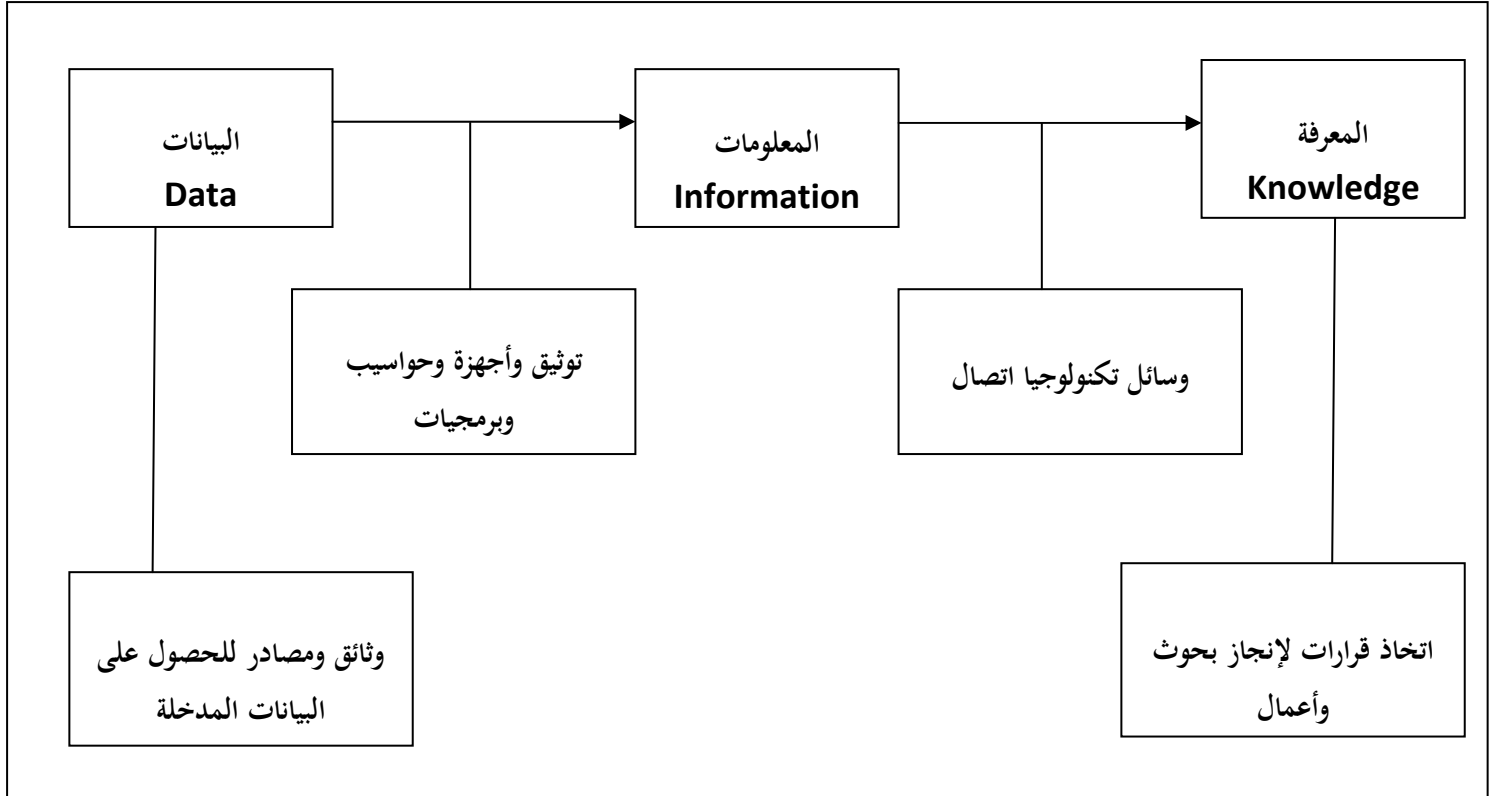 البيانات
Data
المعلومات
Information
المعرفة
Knowledge
توثيق وأجهزة وحواسيب
وبرمجيات
وسائل تكنولوجيا اتصال
وثائق ومصادر للحصول على
البيانات المدخلة
اتخاذ قرارات لإنجاز بحوث
وأعمال